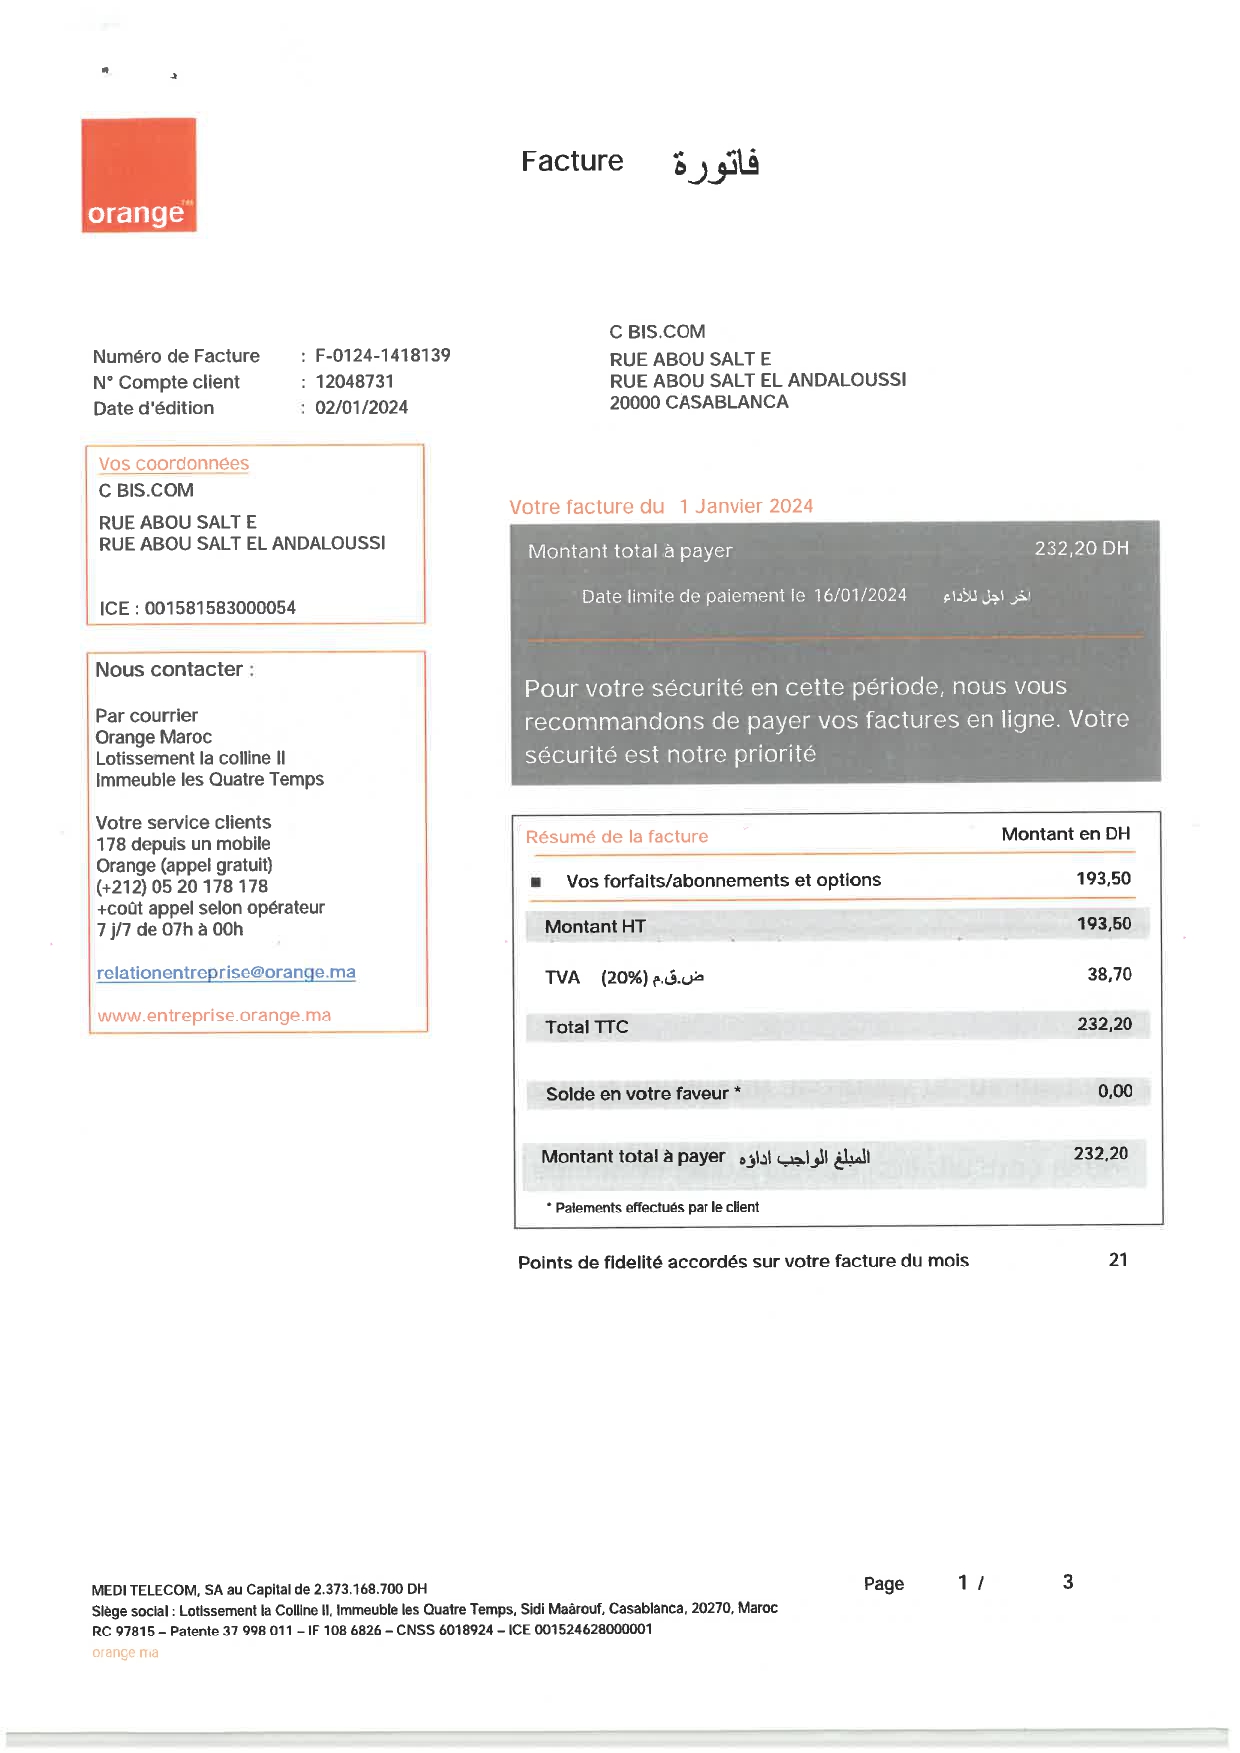 orange™
Facture فاتورة
Numéro de Facture : F-0124-1418139
N° Compte client : 12048731
Date d'édition : 02/01/2024
C BIS.COM
RUE ABOU SALT E
RUE ABOU SALT EL ANDALOUSSI
20000 CASABLANCA
Vos coordonnées
C BIS.COM
RUE ABOU SALT E
RUE ABOU SALT EL ANDALOUSSI
ICE : 001581583000054
Nous contacter :
Par courrier
Orange Maroc
Lotissement la colline II
Immeuble les Quatre Temps
Votre service clients
178 depuis un mobile
Orange (appel gratuit)
(+212) 05 20 178 178
+coût appel selon opérateur
7 j/7 de 07h à 00h
relationentreprise@orange.ma
www.entreprise.orange.ma
Votre facture du 1 Janvier 2024
Montant total à payer 232,20 DH
Date limite de paiement le 16/01/2024 اخر اجل للأداء
Pour votre sécurité en cette période, nous vous
recommandons de payer vos factures en ligne. Votre
sécurité est notre priorité
Résumé de la facture Montant en DH
■ Vos forfaits/abonnements et options 193,50
Montant HT 193,50
TVA (20%) ض.ق.م 38,70
Total TTC 232,20
Solde en votre faveur * 0,00
Montant total à payer المبلغ الواجب اداؤه 232,20
* Paiements effectués par le client
Points de fidelité accordés sur votre facture du mois 21
MEDI TELECOM, SA au Capital de 2.373.168.700 DH
Siège social : Lotissement la Colline II, Immeuble les Quatre Temps, Sidi Maârouf, Casablanca, 20270, Maroc
RC 97815 – Patente 37 998 011 – IF 108 6826 – CNSS 6018924 – ICE 001524628000001
orange.ma
Page 1 / 3